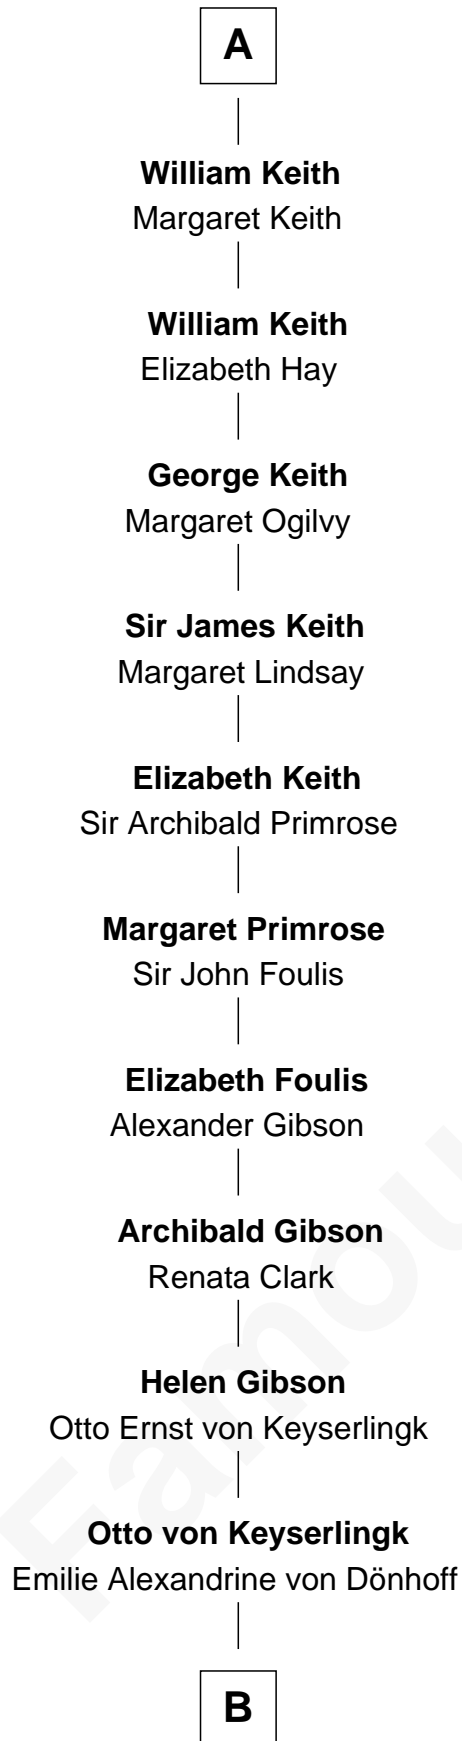 A
William Keith
Margaret Keith
William Keith
Elizabeth Hay
George Keith
Margaret Ogilvy
Sir James Keith
Margaret Lindsay
Elizabeth Keith
Sir Archibald Primrose
Margaret Primrose
Sir John Foulis
Elizabeth Foulis
Alexander Gibson
Archibald Gibson
Renata Clark
Helen Gibson
Otto Ernst von Keyserlingk
Otto von Keyserlingk
Emilie Alexandrine von Dönhoff
B
Famou